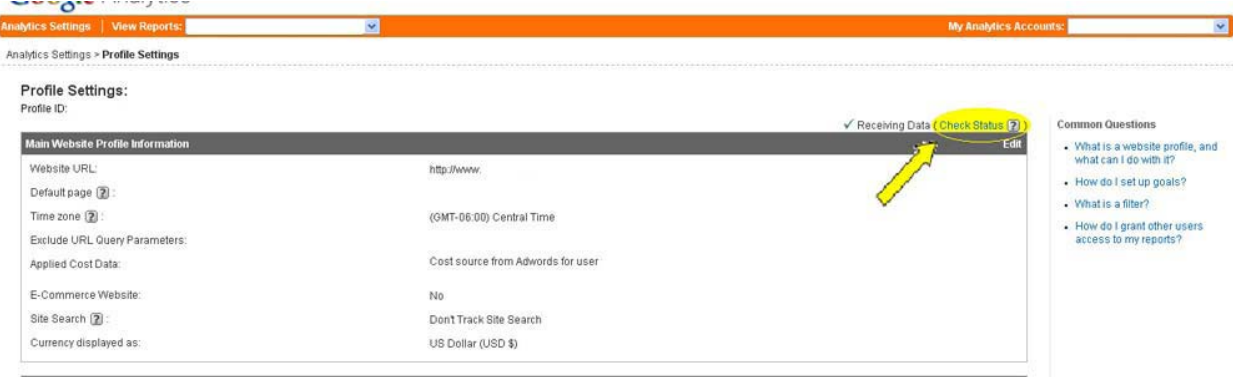 Google Analytics
Analytics Settings | View Reports:
My Analytics Accounts:
Analytics Settings > Profile Settings
Profile Settings:
Profile ID:
✓ Receiving Data ( Check Status [?] )
Main Website Profile Information
Edit
Website URL: http://www.
Default page [?] :
Time zone [?] : (GMT-06:00) Central Time
Exclude URL Query Parameters:
Applied Cost Data: Cost source from Adwords for user
E-Commerce Website: No
Site Search [?] : Don't Track Site Search
Currency displayed as: US Dollar (USD $)
Common Questions
• What is a website profile, and
what can I do with it?
• How do I set up goals?
• What is a filter?
• How do I grant other users
access to my reports?